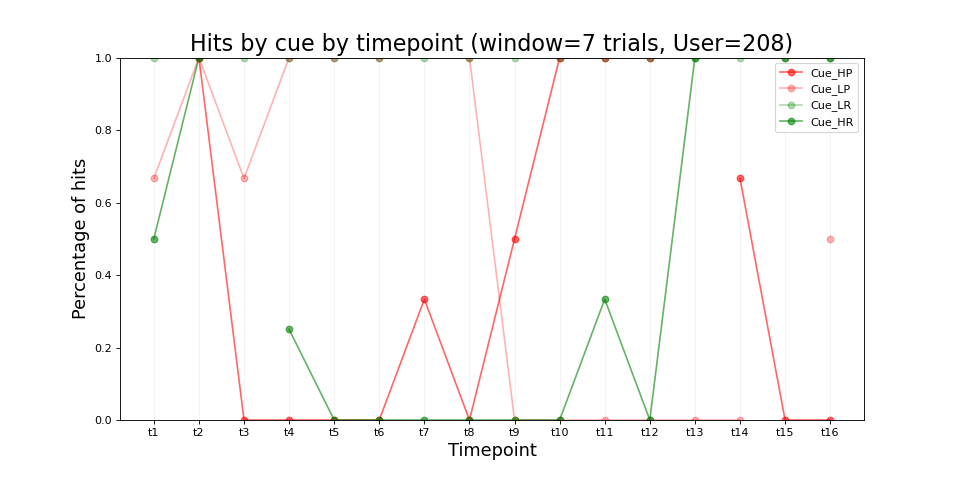 Hits by cue by timepoint (window=7 trials, User=208)
Percentage of hits
1.0
0.8
0.6
0.4
0.2
0.0
Cue_HP
Cue_LP
Cue_LR
Cue_HR
t1 t2 t3 t4 t5 t6 t7 t8 t9 t10 t11 t12 t13 t14 t15 t16
Timepoint